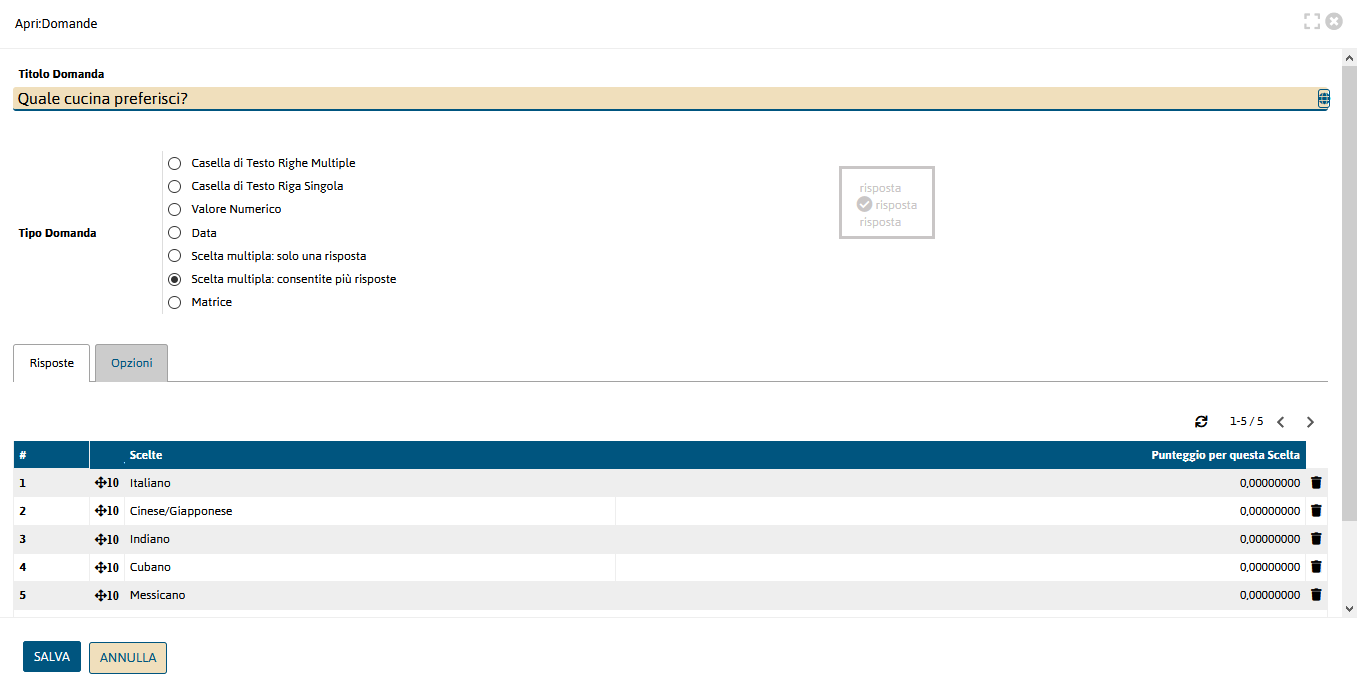 Apri:Domande
Titolo Domanda
Quale cucina preferisci?
Tipo Domanda
Casella di Testo Righe Multiple
Casella di Testo Riga Singola
Valore Numerico
Data
Scelta multipla: solo una risposta
Scelta multipla: consentite più risposte
Matrice
risposta
risposta
risposta
Risposte Opzioni
1-5 / 5
# Scelte Punteggio per questa Scelta
1 10 Italiano 0,00000000
2 10 Cinese/Giapponese 0,00000000
3 10 Indiano 0,00000000
4 10 Cubano 0,00000000
5 10 Messicano 0,00000000
SALVA ANNULLA